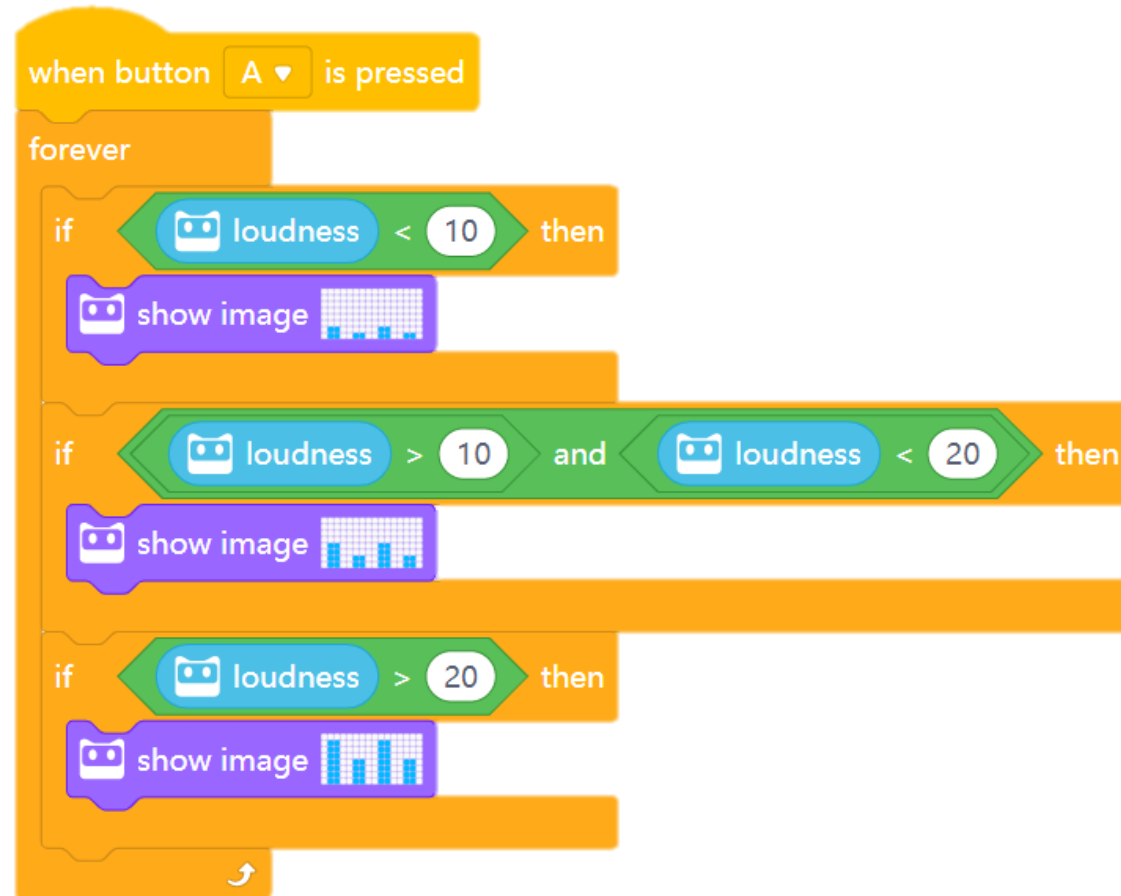 when button A is pressed
forever
if loudness < 10 then
show image
if loudness > 10 and loudness < 20 then
show image
if loudness > 20 then
show image